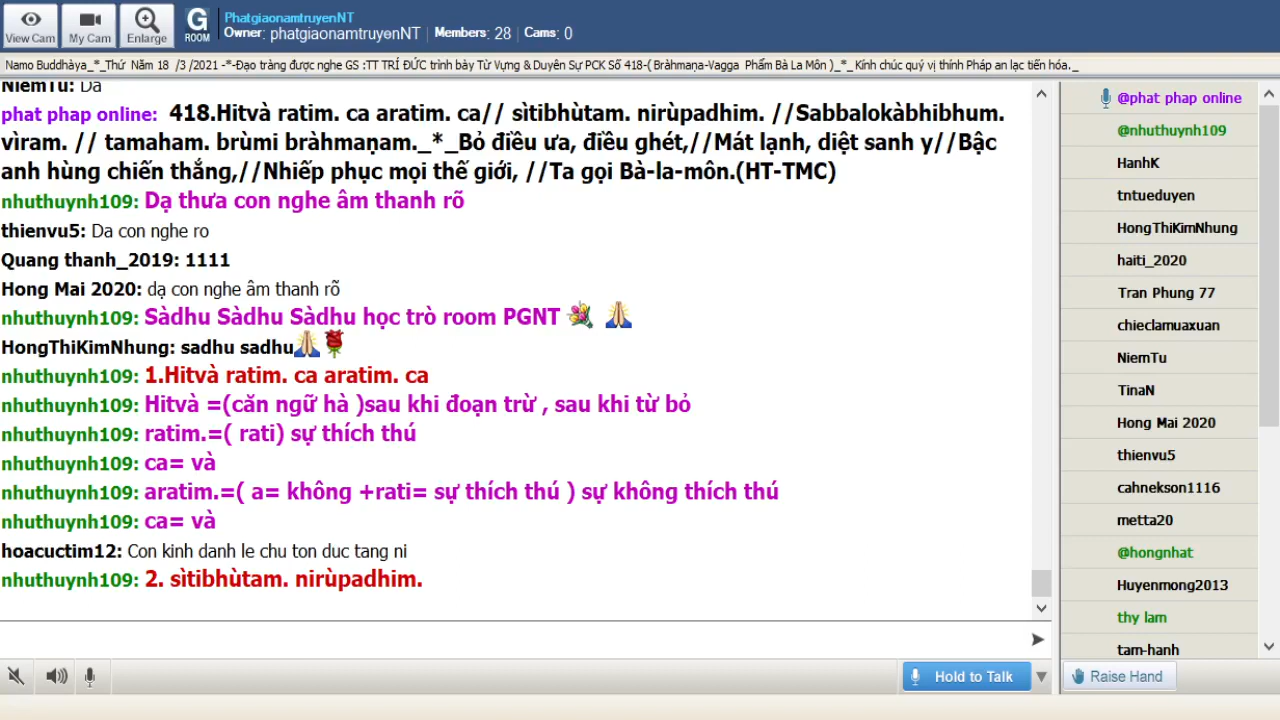 PhatgiaonamtruyenNT
Owner: phatgiaonamtruyenNT | Members: 28 | Cams: 0
View Cam
My Cam
Enlarge
G
ROOM
Namo Buddhàya_*_Thứ Năm 18 /3 /2021 -*-Đạo tràng được nghe GS :TT TRÍ ĐỨC trình bày Từ Vựng & Duyên Sự PCK Số 418-( Bràhmaṇa-Vagga Phẩm Bà La Môn )_*_ Kính chúc quý vị thính Pháp an lạc tiến hóa._
NiemTu: Da
phat phap online: 418.Hitvà ratim. ca aratim. ca// sìtibhùtam. nirùpadhim. //Sabbalokàbhibhum.
vìram. // tamaham. brùmi bràhmaṇam._*_Bỏ điều ưa, điều ghét,//Mát lạnh, diệt sanh y//Bậc
anh hùng chiến thắng,//Nhiếp phục mọi thế giới, //Ta gọi Bà-la-môn.(HT-TMC)
nhuthuynh109: Dạ thưa con nghe âm thanh rõ
thienvu5: Da con nghe ro
Quang thanh_2019: 1111
Hong Mai 2020: dạ con nghe âm thanh rõ
nhuthuynh109: Sàdhu Sàdhu Sàdhu học trò room PGNT
HongThiKimNhung: sadhu sadhu
nhuthuynh109: 1.Hitvà ratim. ca aratim. ca
nhuthuynh109: Hitvà =(căn ngữ hà )sau khi đoạn trừ , sau khi từ bỏ
nhuthuynh109: ratim.=( rati) sự thích thú
nhuthuynh109: ca= và
nhuthuynh109: aratim.=( a= không +rati= sự thích thú ) sự không thích thú
nhuthuynh109: ca= và
hoacuctim12: Con kinh danh le chu ton duc tang ni
nhuthuynh109: 2. sìtibhùtam. nirùpadhim.
@phat phap online
@nhuthuynh109
HanhK
tntueduyen
HongThiKimNhung
haiti_2020
Tran Phung 77
chieclamuaxuan
NiemTu
TinaN
Hong Mai 2020
thienvu5
cahnekson1116
metta20
@hongnhat
Huyenmong2013
thy lam
tam-hanh
Hold to Talk
Raise Hand